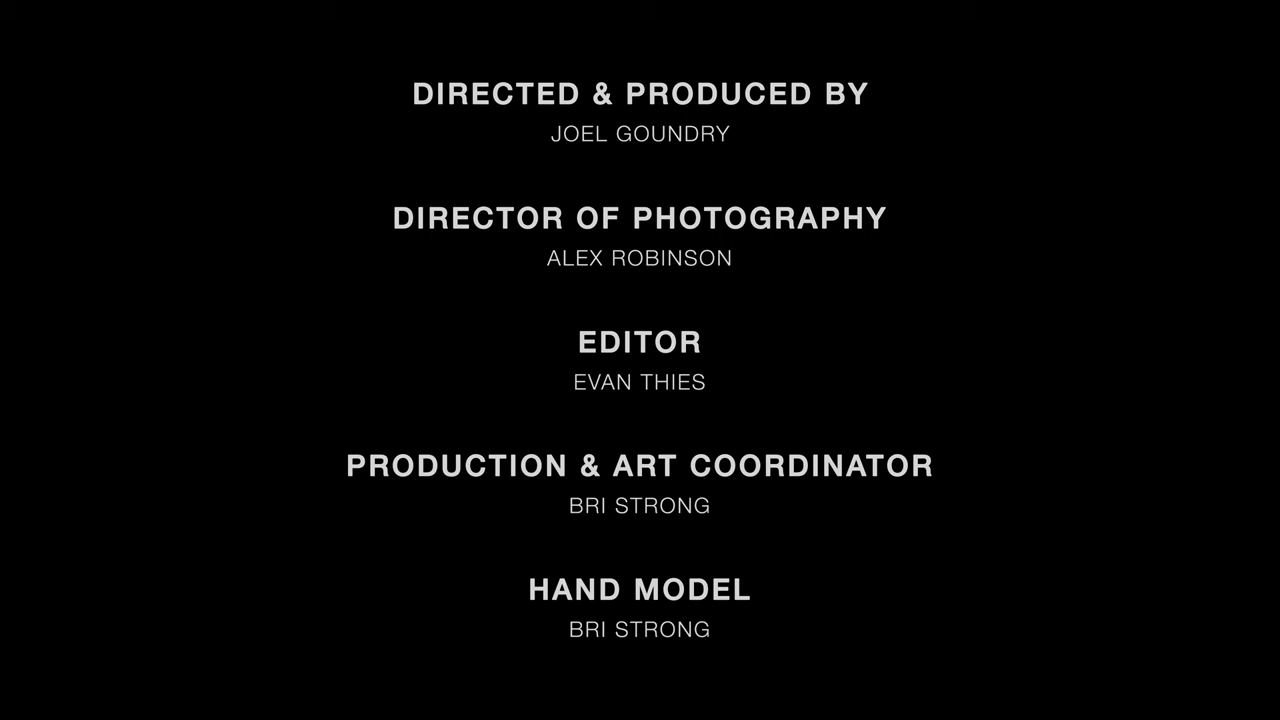 DIRECTED & PRODUCED BY
JOEL GOUNDRY
DIRECTOR OF PHOTOGRAPHY
ALEX ROBINSON
EDITOR
EVAN THIES
PRODUCTION & ART COORDINATOR
BRI STRONG
HAND MODEL
BRI STRONG